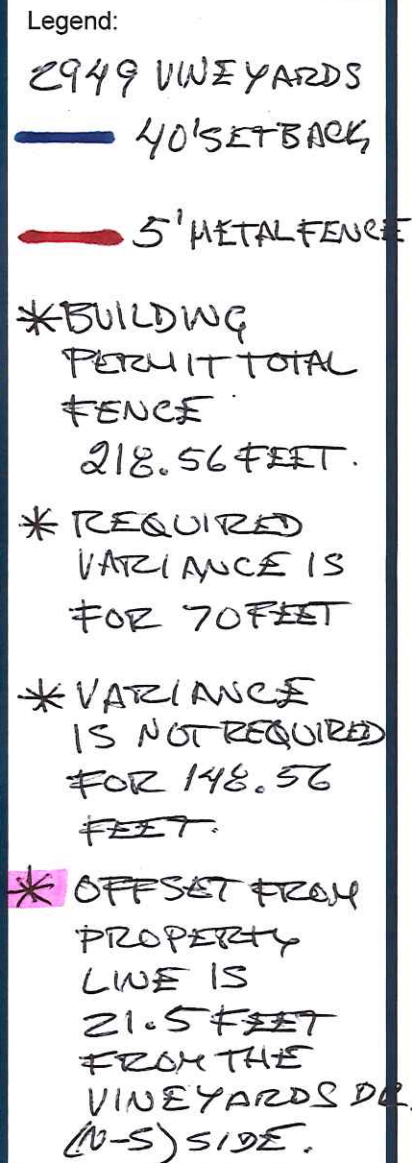 Legend:
2949 VINEYARDS
40' SETBACK
5' METAL FENCE
* BUILDING
PERMIT TOTAL
FENCE
218.56 FEET.
* REQUIRED
VARIANCE IS
FOR 70 FEET
* VARIANCE
IS NOT REQUIRED
FOR 148.56
FEET.
* OFFSET FROM
PROPERTY
LINE IS
21.5 FEET
FROM THE
VINEYARDS DR.
(N-S) SIDE.